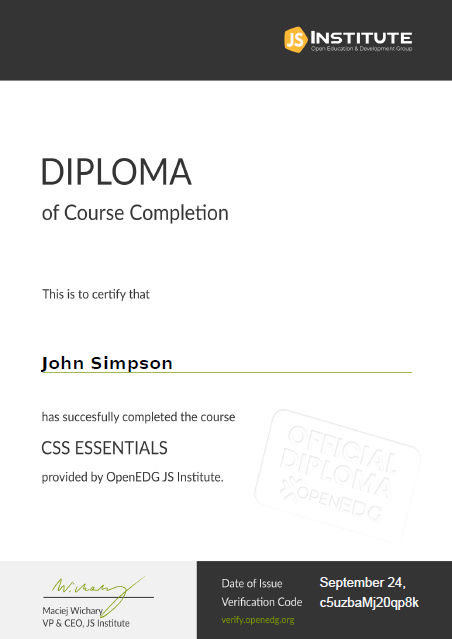 JS INSTITUTE
Open Education & Development Group
DIPLOMA
of Course Completion
This is to certify that
John Simpson
has succesfully completed the course
CSS ESSENTIALS
provided by OpenEDG JS Institute.
OFFICIAL
DIPLOMA
OPENEDG
W. Wichary
Maciej Wichary
VP & CEO, JS Institute
Date of Issue September 24,
Verification Code c5uzbaMj20qp8k
verify.openedg.org